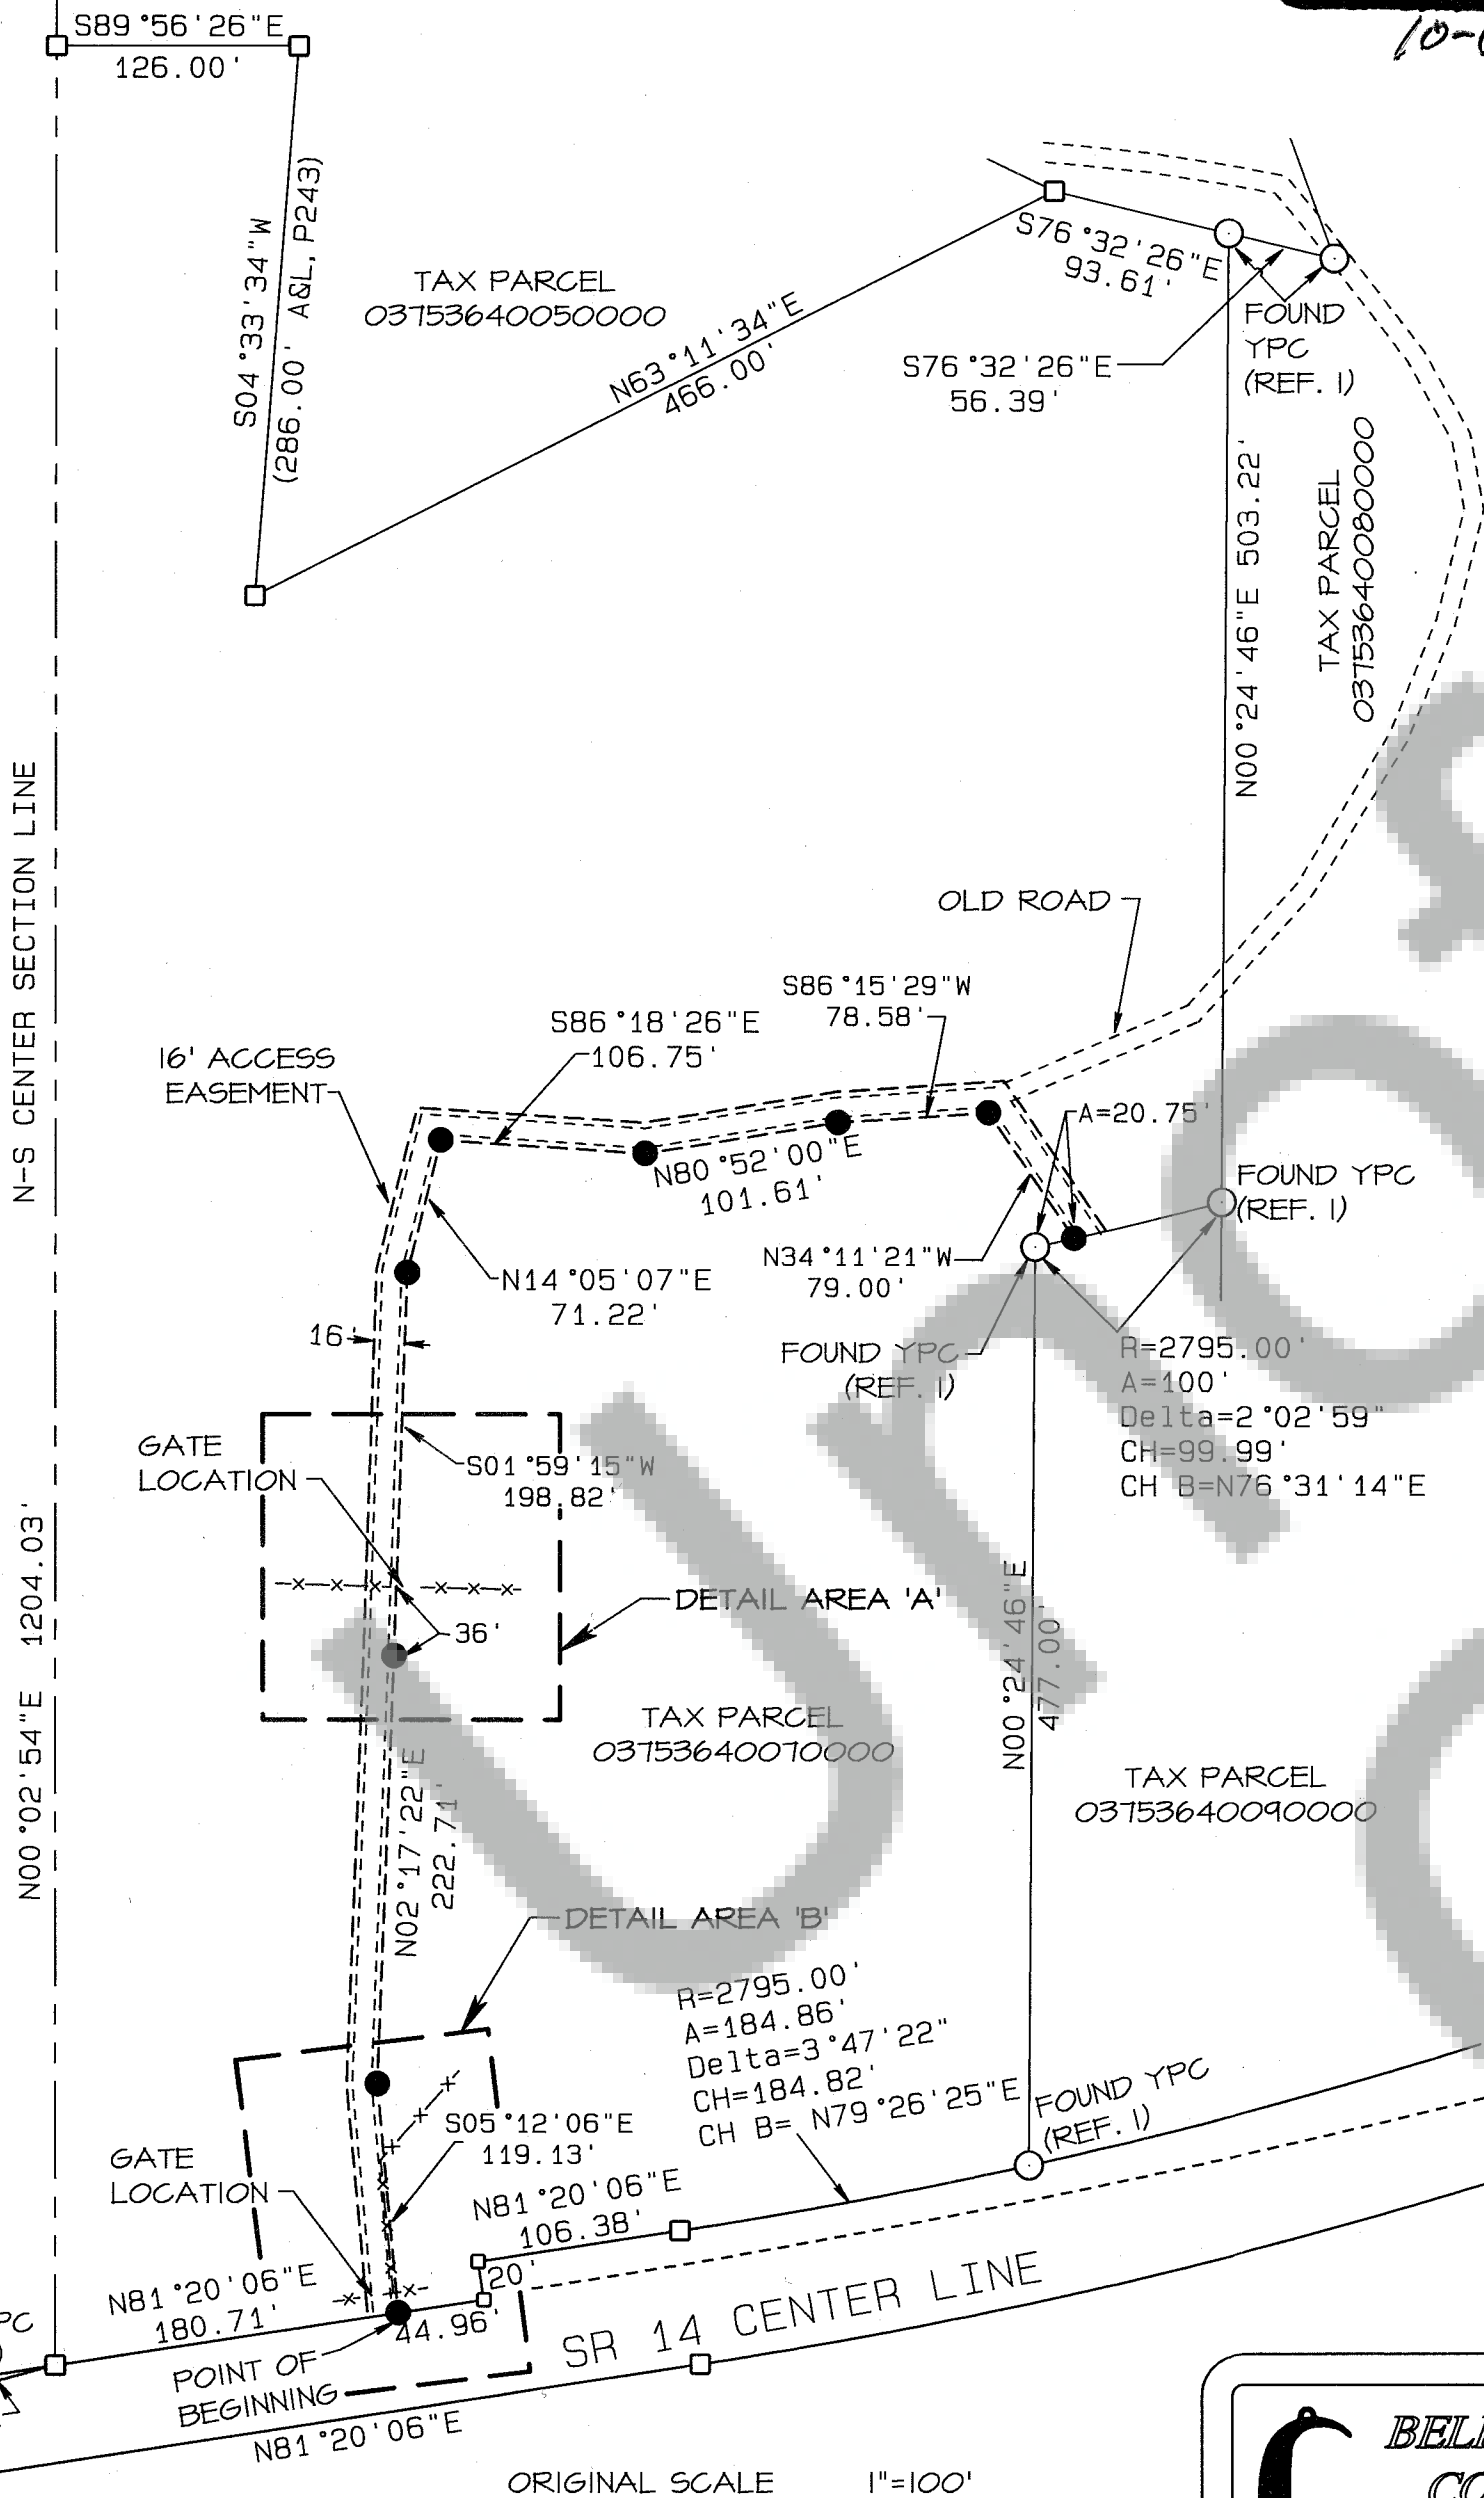 S89°56'26"E
126.00'
10-
S04°33'34"W
(286.00' A&L, P243)
TAX PARCEL
03753640050000
N63°11'34"E
466.00'
S76°32'26"E
93.61'
FOUND
YPC
(REF. 1)
S76°32'26"E
56.39'
N00°24'46"E 503.22'
TAX PARCEL
03753640080000
N-S CENTER SECTION LINE
OLD ROAD
S86°15'29"W
78.58'
S86°18'26"E
106.75'
16' ACCESS
EASEMENT
A=20.75'
N80°52'00"E
101.61'
FOUND YPC
(REF. 1)
N34°11'21"W
79.00'
N14°05'07"E
71.22'
16'
FOUND YPC
(REF. 1)
R=2795.00'
A=100'
Delta=2°02'59"
CH=99.99'
CH B=N76°31'14"E
GATE
LOCATION
S01°59'15"W
198.82'
N00°02'54"E 1204.03'
DETAIL AREA 'A'
36'
N00°24'46"E
477.00'
TAX PARCEL
03753640070000
TAX PARCEL
03753640090000
N02°17'22"E
222.71'
DETAIL AREA 'B'
R=2795.00'
A=184.86'
Delta=3°47'22"
CH=184.82'
CH B= N79°26'25"E
FOUND YPC
(REF. 1)
S05°12'06"E
119.13'
GATE
LOCATION
N81°20'06"E
106.38'
20'
N81°20'06"E
180.71'
44.96'
PC
POINT OF
BEGINNING
SR 14 CENTER LINE
N81°20'06"E
ORIGINAL SCALE 1"=100'
BELL
CO